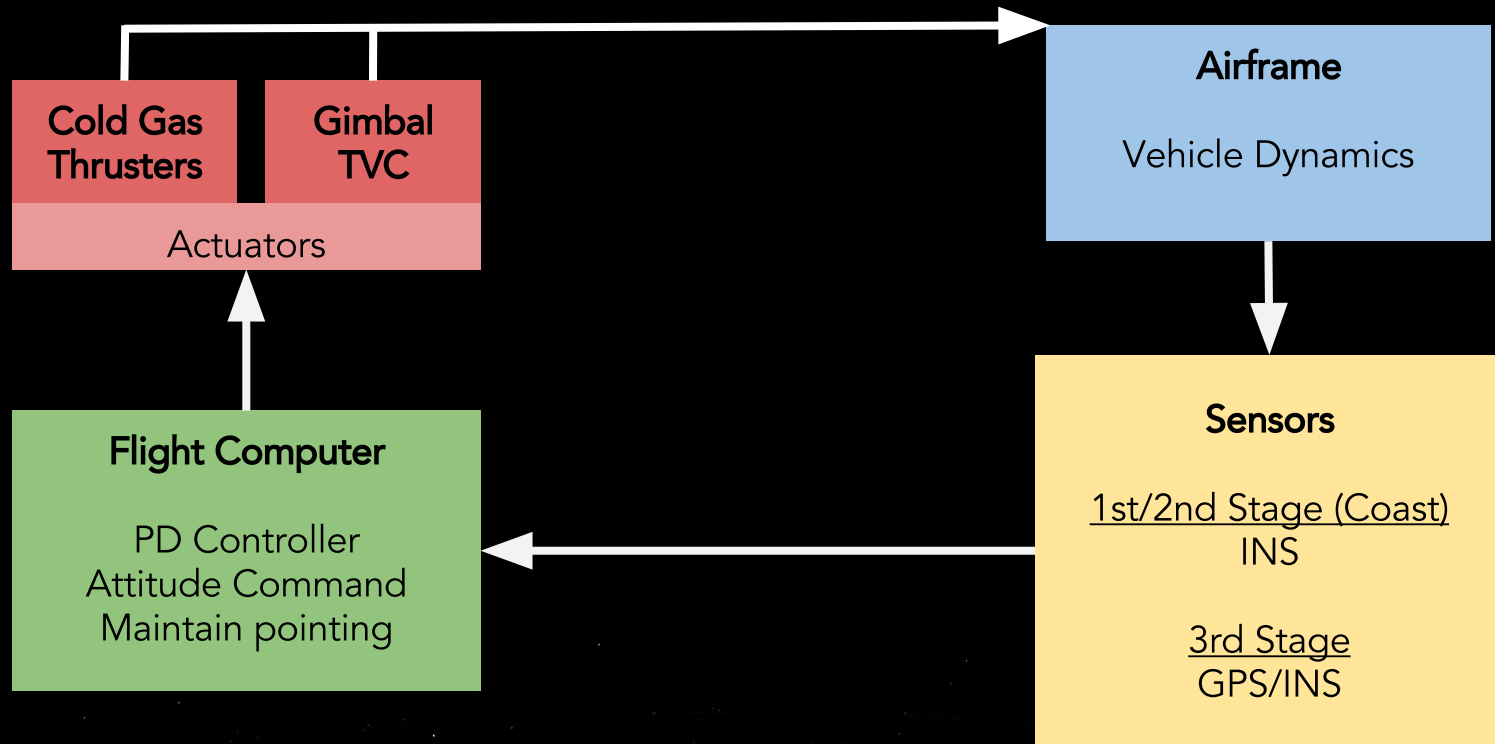 Cold Gas
Thrusters
Gimbal
TVC
Actuators
Airframe
Vehicle Dynamics
Flight Computer
PD Controller
Attitude Command
Maintain pointing
Sensors
1st/2nd Stage (Coast)
INS
3rd Stage
GPS/INS